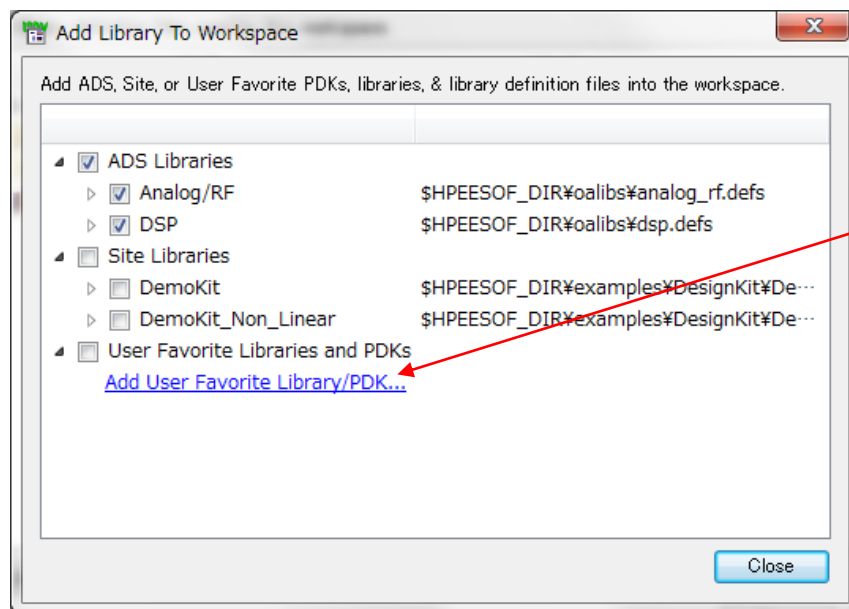 Add Library To Workspace
Add ADS, Site, or User Favorite PDKs, libraries, & library definition files into the workspace.
ADS Libraries
Analog/RF $HPEESOF_DIR¥oalibs¥analog_rf.defs
DSP $HPEESOF_DIR¥oalibs¥dsp.defs
Site Libraries
DemoKit $HPEESOF_DIR¥examples¥DesignKit¥De…
DemoKit_Non_Linear $HPEESOF_DIR¥examples¥DesignKit¥De…
User Favorite Libraries and PDKs
Add User Favorite Library/PDK...
Close